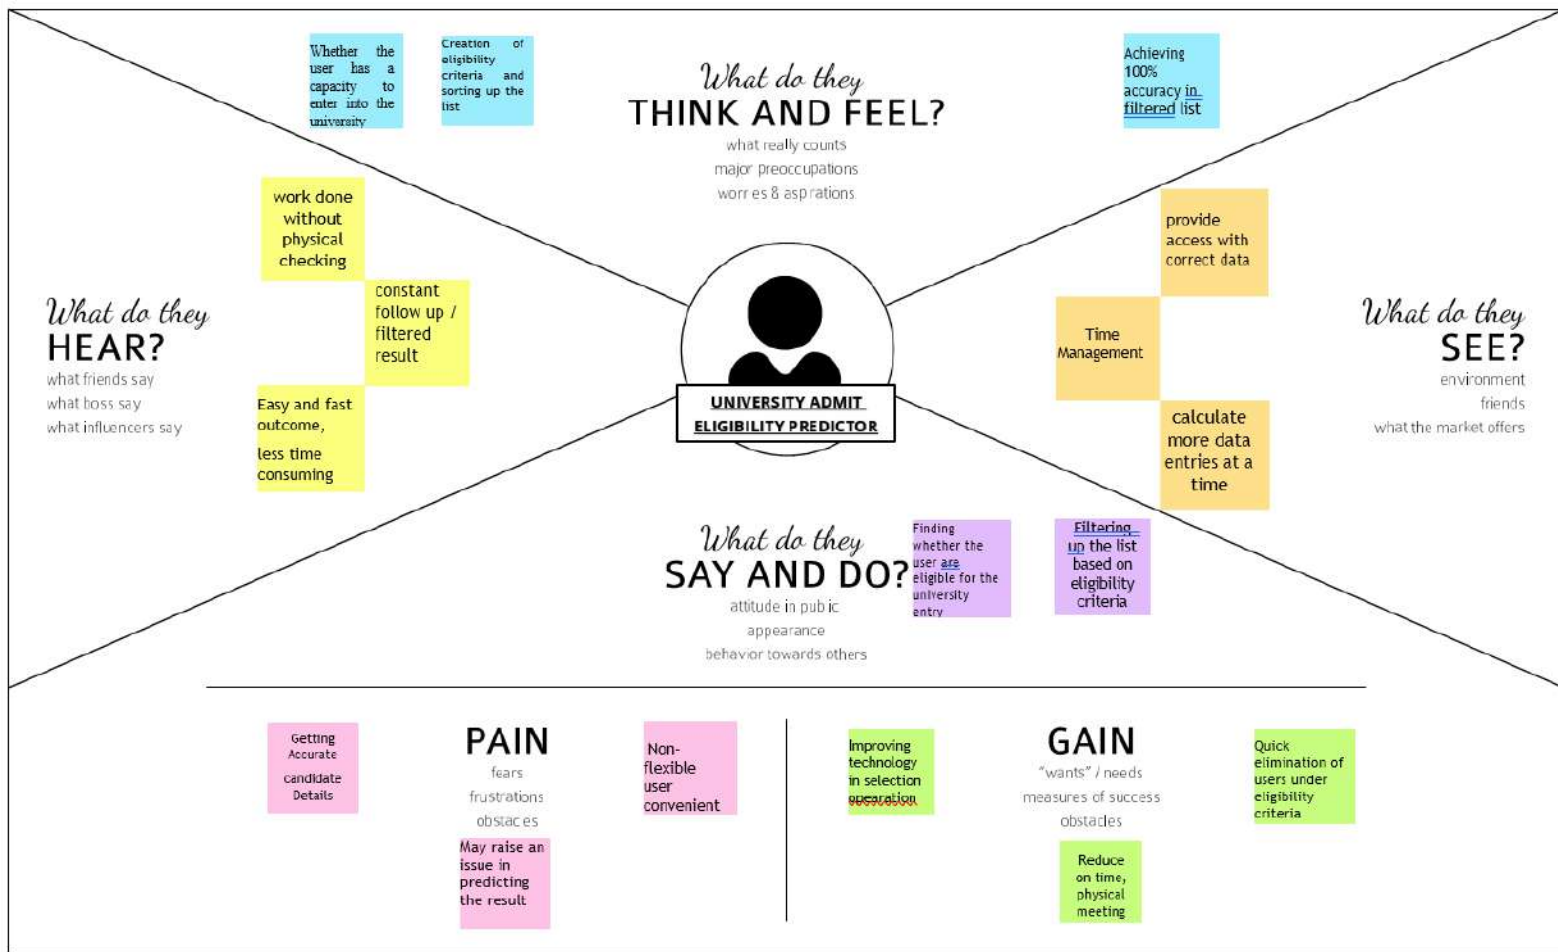 Whether the
user has a
capacity to
enter into the
university
Creation of
eligibility
criteria and
sorting up the
list
What do they
THINK AND FEEL?
what really counts
major preoccupations
worries & aspirations
Achieving
100%
accuracy in
filtered list
work done
without
physical
checking
constant
follow up /
filtered
result
Easy and fast
outcome,
less time
consuming
What do they
HEAR?
what friends say
what boss say
what influencers say
UNIVERSITY ADMIT
ELIGIBILITY PREDICTOR
provide
access with
correct data
Time
Management
calculate
more data
entries at a
time
What do they
SEE?
environment
friends
what the market offers
What do they
SAY AND DO?
attitude in public
appearance
behavior towards others
Finding
whether the
user are
eligible for the
university
entry
Filtering
up the list
based on
eligibility
criteria
Getting
Accurate
candidate
Details
PAIN
fears
frustrations
obstacles
Non-
flexible
user
convenient
May raise an
issue in
predicting
the result
Improving
technology
in selection
opearation
GAIN
"wants" / needs
measures of success
obstacles
Quick
elimination of
users under
eligibility
criteria
Reduce
on time,
physical
meeting